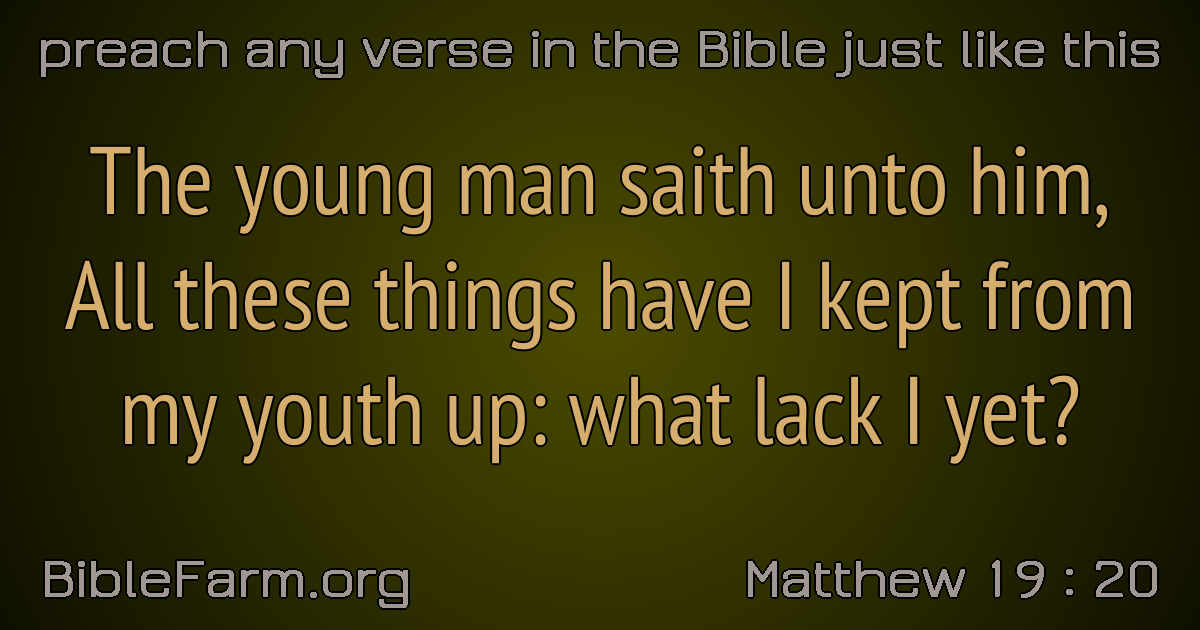 preach any verse in the Bible just like this
The young man saith unto him,
All these things have I kept from
my youth up: what lack I yet?
BibleFarm.org
Matthew 19 : 20